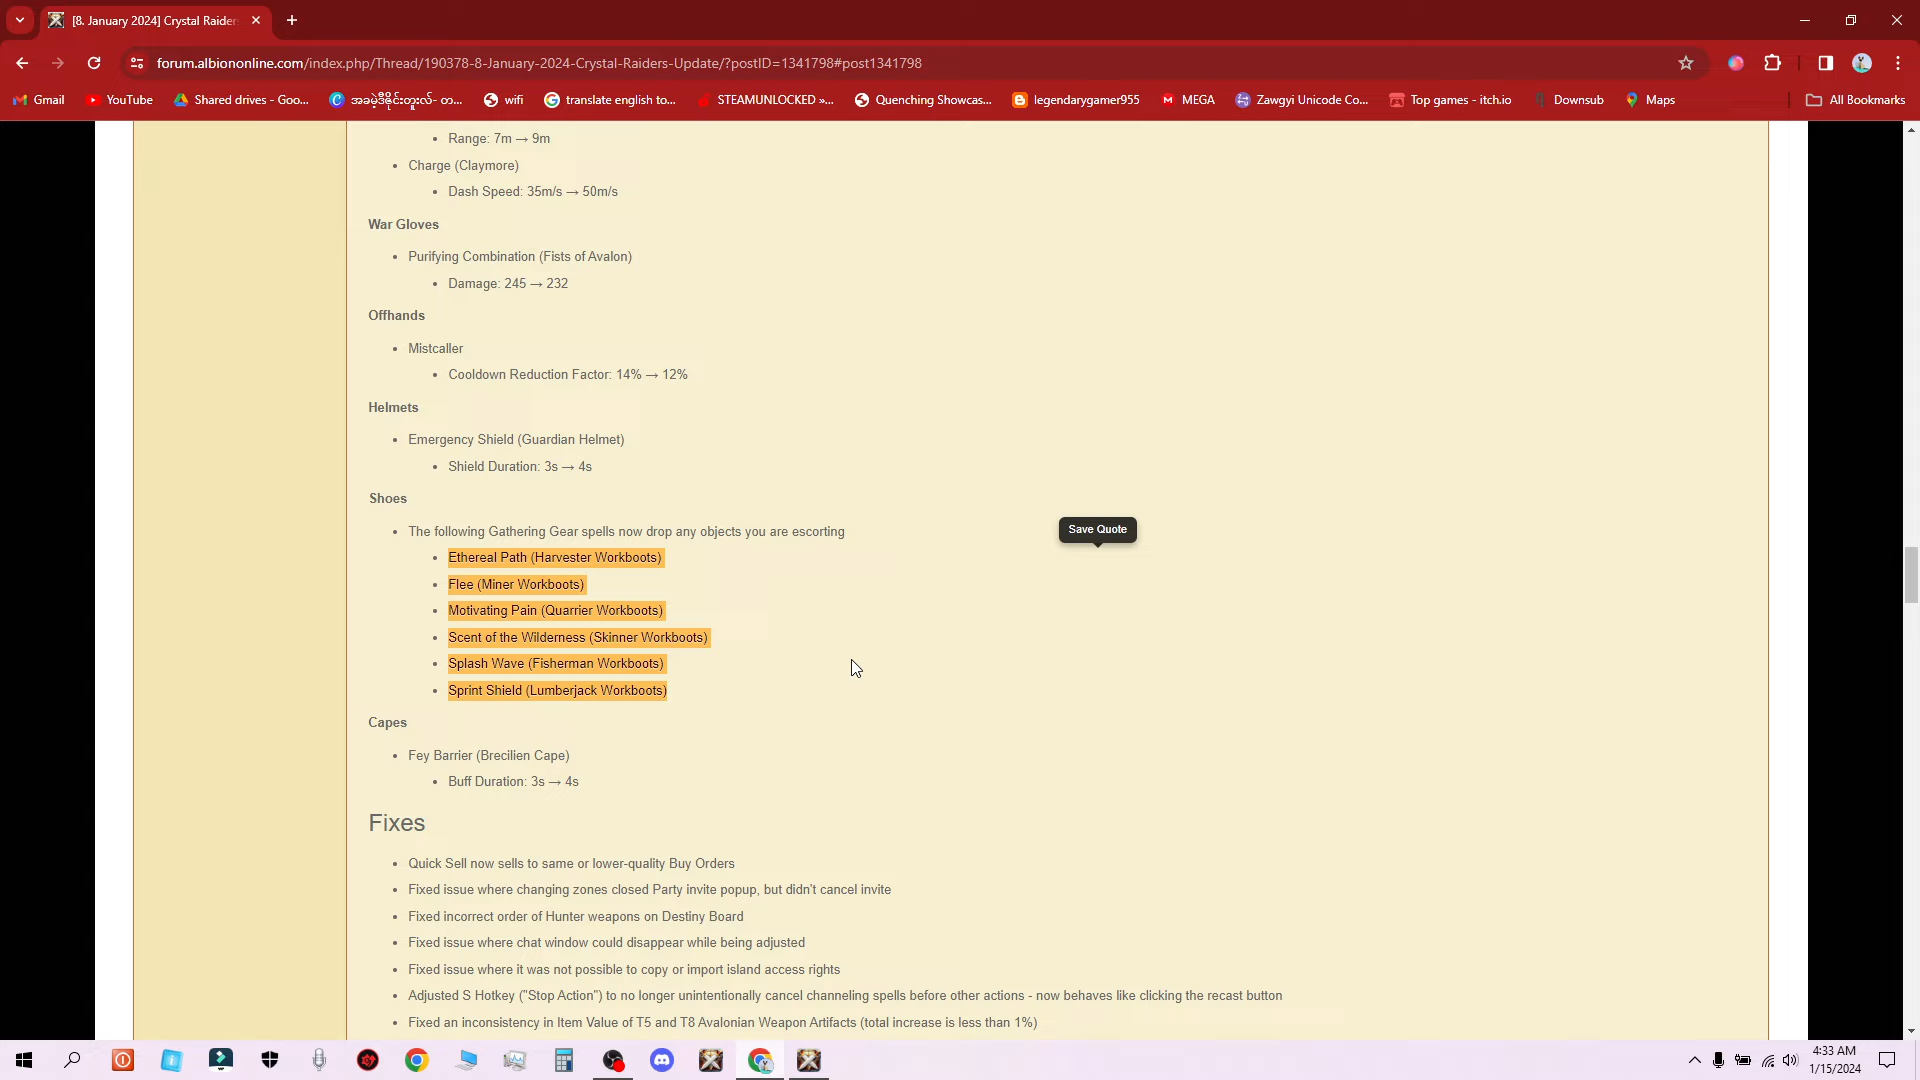 [8. January 2024] Crystal Raider
forum.albiononline.com/index.php/Thread/190378-8-January-2024-Crystal-Raiders-Update/?postID=1341798#post1341798
Gmail YouTube Shared drives - Goo... wifi translate english to... STEAMUNLOCKED »... Quenching Showcas... legendarygamer955 MEGA Zawgyi Unicode Co... Top games - itch.io Downsub Maps All Bookmarks
• Range: 7m → 9m
• Charge (Claymore)
• Dash Speed: 35m/s → 50m/s
War Gloves
• Purifying Combination (Fists of Avalon)
• Damage: 245 → 232
Offhands
• Mistcaller
• Cooldown Reduction Factor: 14% → 12%
Helmets
• Emergency Shield (Guardian Helmet)
• Shield Duration: 3s → 4s
Shoes
• The following Gathering Gear spells now drop any objects you are escorting
Save Quote
• Ethereal Path (Harvester Workboots)
• Flee (Miner Workboots)
• Motivating Pain (Quarrier Workboots)
• Scent of the Wilderness (Skinner Workboots)
• Splash Wave (Fisherman Workboots)
• Sprint Shield (Lumberjack Workboots)
Capes
• Fey Barrier (Brecilien Cape)
• Buff Duration: 3s → 4s
Fixes
• Quick Sell now sells to same or lower-quality Buy Orders
• Fixed issue where changing zones closed Party invite popup, but didn't cancel invite
• Fixed incorrect order of Hunter weapons on Destiny Board
• Fixed issue where chat window could disappear while being adjusted
• Fixed issue where it was not possible to copy or import island access rights
• Adjusted S Hotkey ("Stop Action") to no longer unintentionally cancel channeling spells before other actions - now behaves like clicking the recast button
• Fixed an inconsistency in Item Value of T5 and T8 Avalonian Weapon Artifacts (total increase is less than 1%)
4:33 AM
1/15/2024